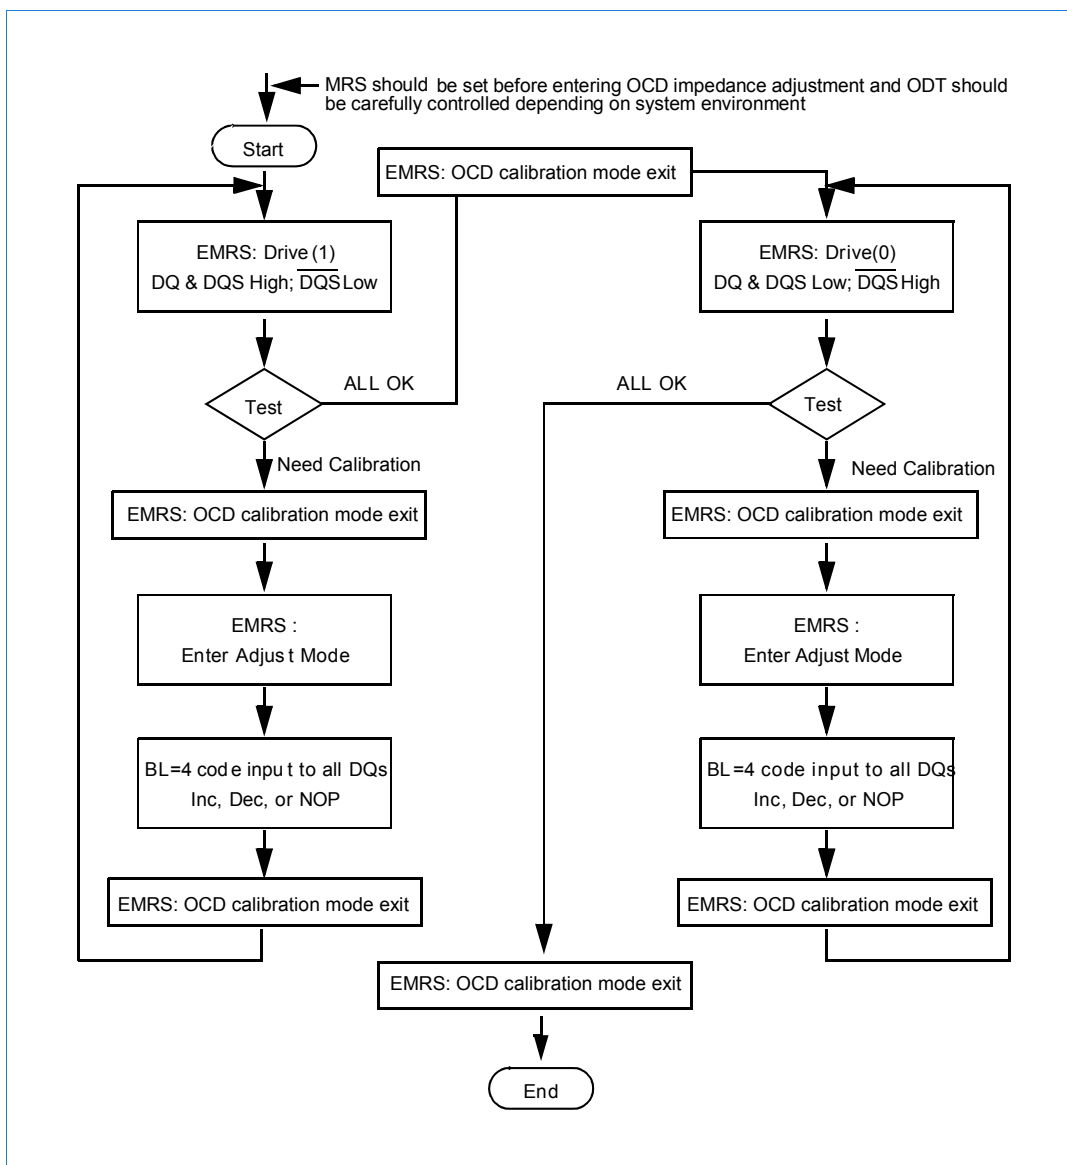 MRS should be set before entering OCD impedance adjustment and ODT should
be carefully controlled depending on system environment
Start
EMRS: OCD calibration mode exit
EMRS: Drive (1)
DQ & DQS High; D̅Q̅S̅ Low
Test
ALL OK
Need Calibration
EMRS: OCD calibration mode exit
EMRS :
Enter Adjust Mode
BL=4 code input to all DQs
Inc, Dec, or NOP
EMRS: OCD calibration mode exit
EMRS: Drive(0)
DQ & DQS Low; D̅Q̅S̅ High
Test
ALL OK
Need Calibration
EMRS: OCD calibration mode exit
EMRS :
Enter Adjust Mode
BL=4 code input to all DQs
Inc, Dec, or NOP
EMRS: OCD calibration mode exit
EMRS: OCD calibration mode exit
End